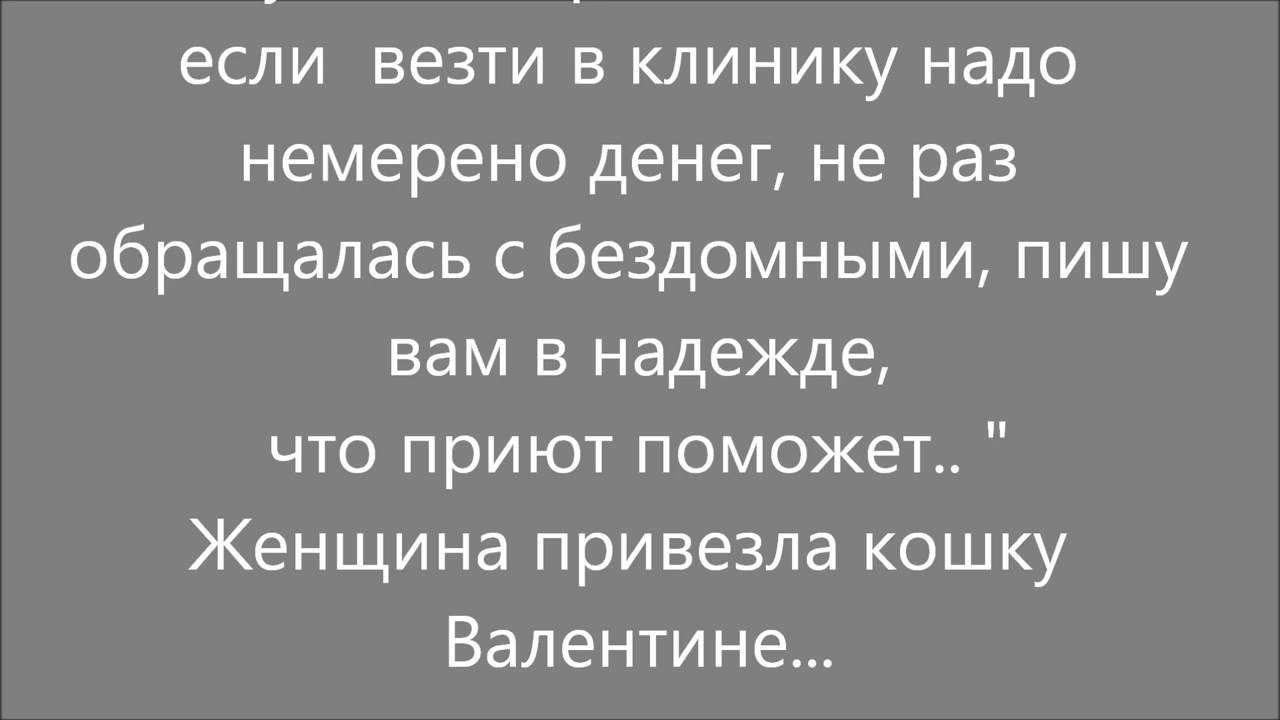 если  везти в клинику надо
немерено денег, не раз
обращалась с бездомными, пишу
вам в надежде,
что приют поможет.. "
Женщина привезла кошку
Валентине...